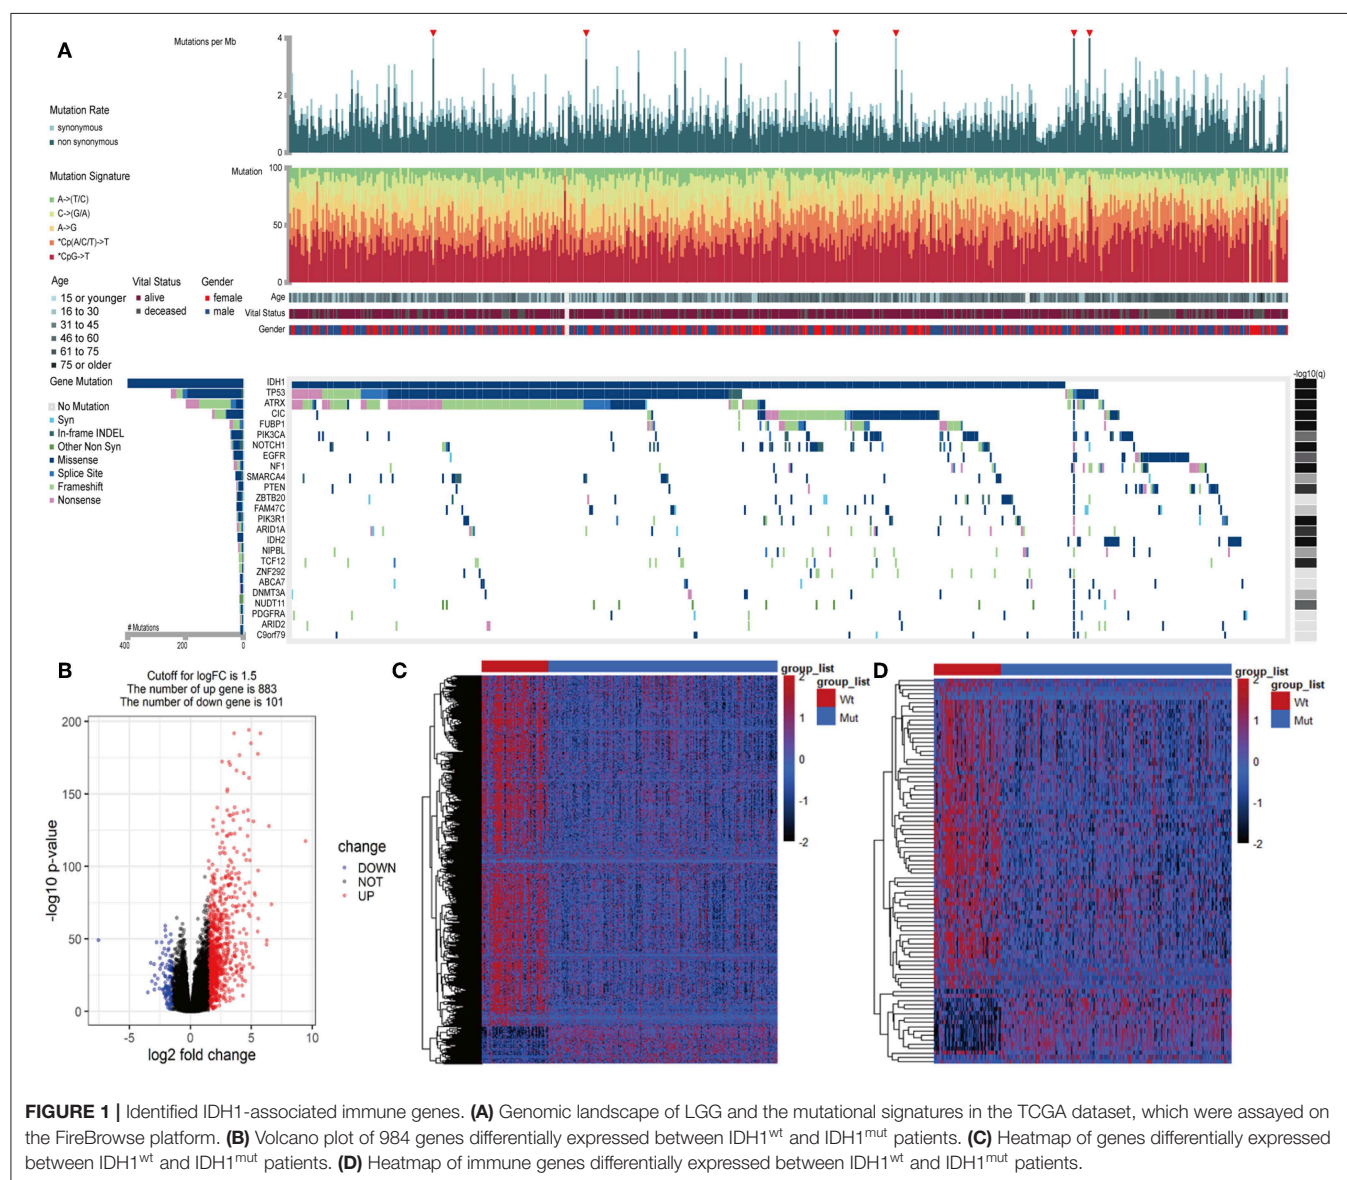 A
Mutations per Mb
4
2
0
Mutation Rate
synonymous
non synonymous
Mutation Signature
A->(T/C)
C->(G/A)
A->G
*Cp(A/C/T)->T
*CpG->T
Mutation
100
50
0
Age
15 or younger
16 to 30
31 to 45
46 to 60
61 to 75
75 or older
Vital Status
alive
deceased
Gender
female
male
Age
Vital Status
Gender
Gene Mutation
No Mutation
Syn
In-frame INDEL
Other Non Syn
Missense
Splice Site
Frameshift
Nonsense
# Mutations
400 200 0
IDH1
TP53
ATRX
CIC
FUBP1
PIK3CA
NOTCH1
EGFR
NF1
SMARCA4
PTEN
ZBTB20
FAM47C
PIK3R1
ARID1A
IDH2
NIPBL
TCF12
ZNF292
ABCA7
DNMT3A
NUDT11
PDGFRA
ARID2
C9orf79
-log10(q)
B
Cutoff for logFC is 1.5
The number of up gene is 883
The number of down gene is 101
-log10 p-value
200
150
100
50
0
-5 0 5 10
log2 fold change
change
DOWN
NOT
UP
C
group_list
2
1
0
-1
-2
group_list
Wt
Mut
D
group_list
2
1
0
-1
-2
group_list
Wt
Mut
FIGURE 1 | Identified IDH1-associated immune genes. (A) Genomic landscape of LGG and the mutational signatures in the TCGA dataset, which were assayed on
the FireBrowse platform. (B) Volcano plot of 984 genes differentially expressed between IDH1wt and IDH1mut patients. (C) Heatmap of genes differentially expressed
between IDH1wt and IDH1mut patients. (D) Heatmap of immune genes differentially expressed between IDH1wt and IDH1mut patients.